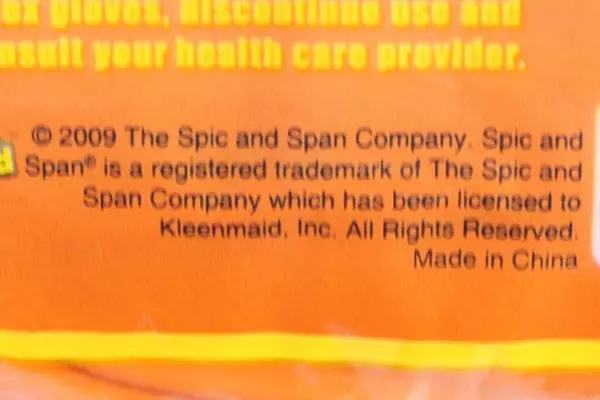 gloves, discontinue use and
consult your health care provider.
© 2009 The Spic and Span Company. Spic and
Span® is a registered trademark of The Spic and
Span Company which has been licensed to
Kleenmaid, Inc. All Rights Reserved.
Made in China